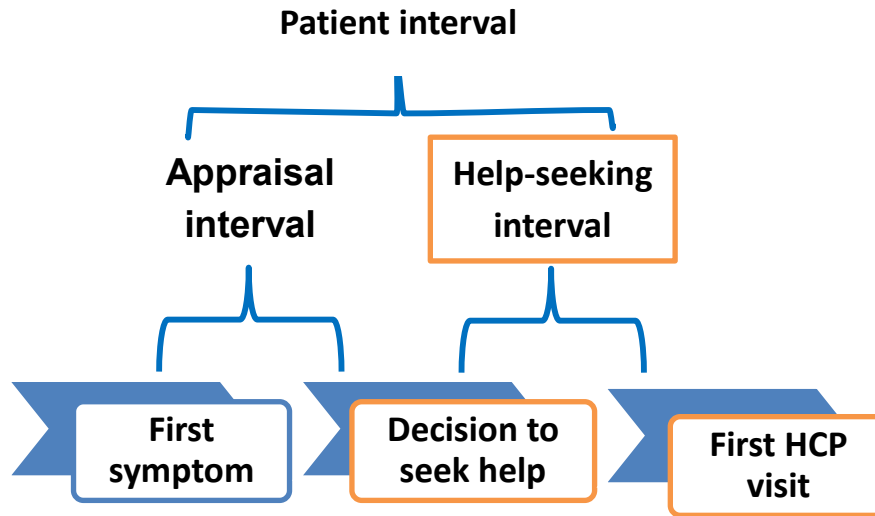 Patient interval
Appraisal
interval
Help-seeking
interval
First
symptom
Decision to
seek help
First HCP
visit